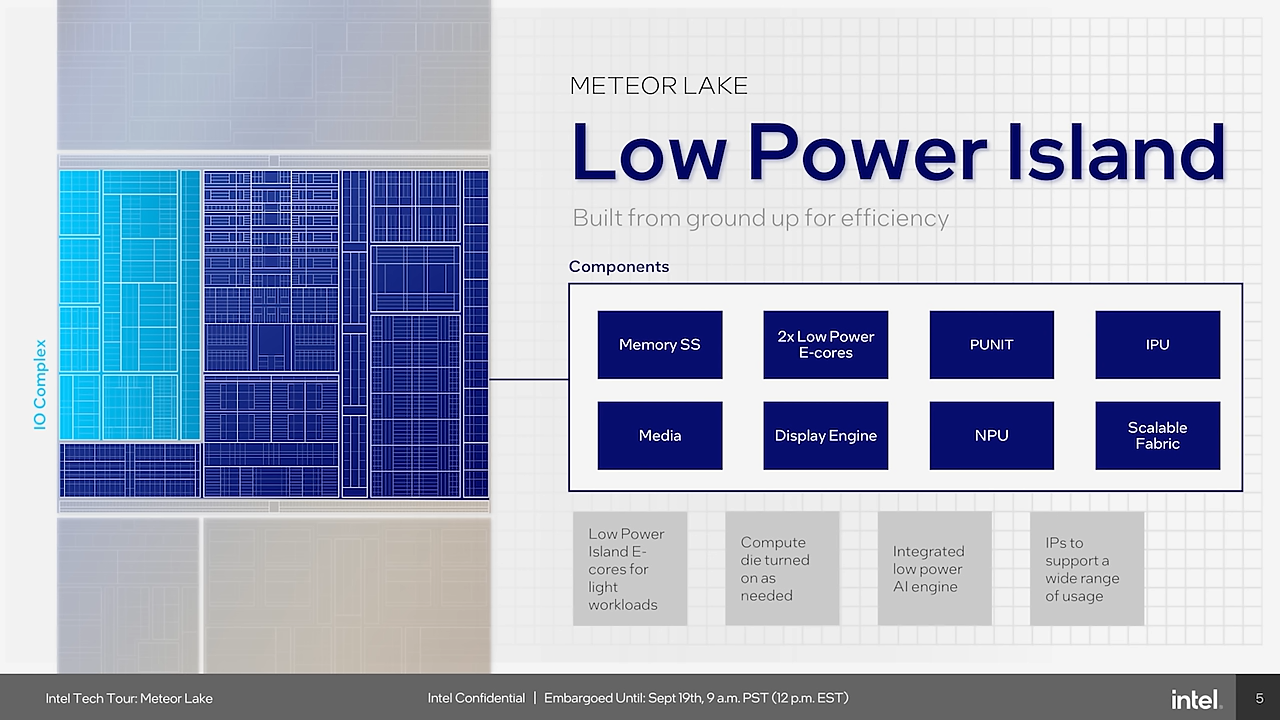 METEOR LAKE
Low Power Island
Built from ground up for efficiency
Components
IO Complex
Memory SS
2x Low Power
E-cores
PUNIT
IPU
Media
Display Engine
NPU
Scalable
Fabric
Low Power
Island E-
cores for
light
workloads
Compute
die turned
on as
needed
Integrated
low power
AI engine
IPs to
support a
wide range
of usage
Intel Tech Tour: Meteor Lake
Intel Confidential | Embargoed Until: Sept 19th, 9 a.m. PST (12 p.m. EST)
intel.
5